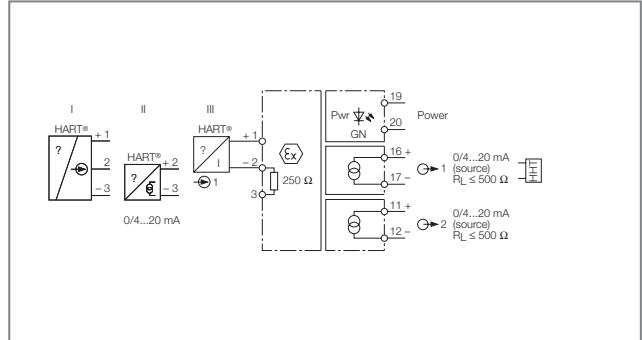 I
II
III
HART®
?
+ 1
2
– 3
HART®
?
+ 2
– 3
0/4...20 mA
HART®
?
I
+ 1
– 2
1
3
Ex
250 Ω
Pwr
GN
19
20
Power
16 +
17 –
1
0/4...20 mA
(source)
RL ≤ 500 Ω
11 +
12 –
2
0/4...20 mA
(source)
RL ≤ 500 Ω